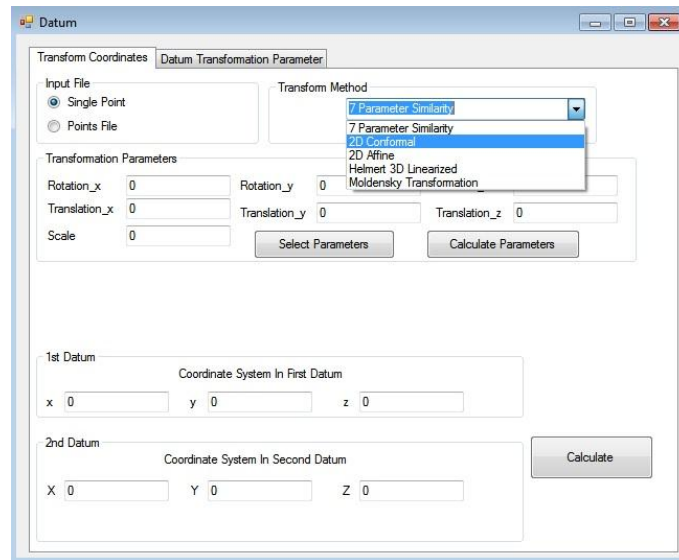 Datum
Transform Coordinates Datum Transformation Parameter
Input File
Single Point
Points File
Transform Method
7 Parameter Similarity
7 Parameter Similarity
2D Conformal
2D Affine
Helmert 3D Linearized
Moldensky Transformation
Transformation Parameters
Rotation_x 0 Rotation_y 0
Translation_x 0 Translation_y 0 Translation_z 0
Scale 0 Select Parameters Calculate Parameters
1st Datum
Coordinate System In First Datum
x 0 y 0 z 0
2nd Datum
Coordinate System In Second Datum
X 0 Y 0 Z 0
Calculate